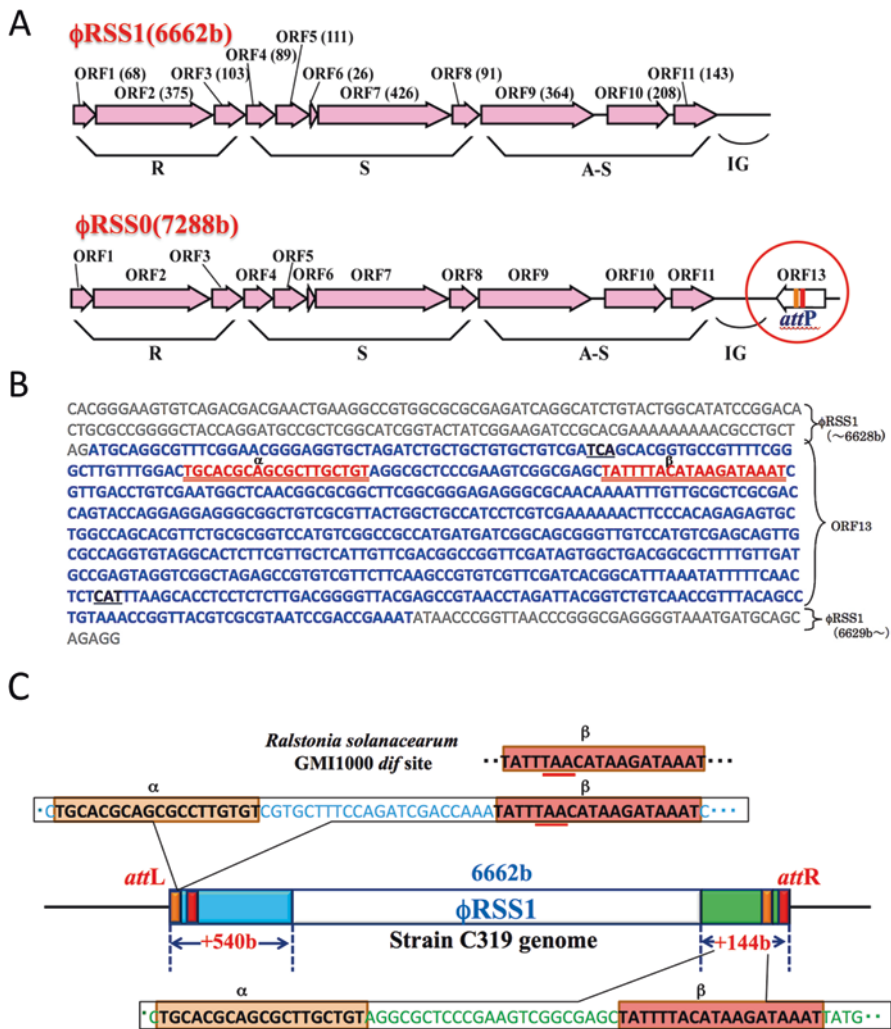 A
ϕRSS1(6662b)
ORF1 (68)
ORF2 (375)
ORF3 (103)
ORF4 (89)
ORF5 (111)
ORF6 (26)
ORF7 (426)
ORF8 (91)
ORF9 (364)
ORF10 (208)
ORF11 (143)
R
S
A-S
IG
ϕRSS0(7288b)
ORF1
ORF2
ORF3
ORF4
ORF5
ORF6
ORF7
ORF8
ORF9
ORF10
ORF11
ORF13
attP
R
S
A-S
IG
B
CACGGGAAGTGTCAGACGACGAACTGAAGGCCGTGGCGCGCGAGATCAGGCATCTGTACTGGCATATCCGGACA
CTGCGCCGGGGCTACCAGGATGCCGCTCGGCATCGGTACTATCGGAAGATCCGCACGAAAAAAAAAACGCCTGCT
ϕRSS1
(～6628b)
AGATGCAGGCGTTTCGGAACGGGAGGTGCTAGATCTGCTGCTGTGCTGTCGATCAGCACGGTGCCGTTTTCGG
α
β
GCTTGTTTGGACTGCACGCAGCGCTTGCTGTAGGCGCTCCCGAAGTCGGCGAGCTATTTTACATAAGATAAATC
GTTGACCTGTCGAATGGCTCAACGGCGCGGCTTCGGCGGGAGAGGGCGCAACAAAATTTGTTGCGCTCGCGAC
CAGTACCAGGAGGAGGGCGGCTGTCGCGTTACTGGCTGCCATCCTCGTCGAAAAAACTTCCCACAGAGAGTGC
TGGCCAGCACGTTCTGCGCGGTCCATGTCGGCCGCCATGATGATCGGCAGCGGGTTGTCCATGTCGAGCAGTTG
ORF13
CGCCAGGTGTAGGCACTCTTCGTTGCTCATTGTTCGACGGCCGGTTCGATAGTGGCTGACGGCGCTTTTGTTGAT
GCCGAGTAGGTCGGCTAGAGCCGTGTCGTTCTTCAAGCCGTGTCGTTCGATCACGGCATTTAAATATTTTTCAAC
TCTCATTTAAGCACCTCCTCTCTTGACGGGGTTACGAGCCGTAACCTAGATTACGGTCTGTCAACCGTTTACAGCC
TGTAAACCGGTTACGTCGCGTAATCCGACCGAAATATAACCCGGTTAACCCGGGCGAGGGGTAAATGATGCAGC
AGAGG
ϕRSS1
(6629b～)
C
Ralstonia solanacearum
GMI1000 dif site
β
··TATTTAACATAAGATAAAT···
α
β
·CTGCACGCAGCGCCTTGTGTCGTGCTTTCCAGATCGACCAAATATTTAACATAAGATAAATC···
attL
6662b
attR
ϕRSS1
+540b
Strain C319 genome
+144b
α
β
·CTGCACGCAGCGCTTGCTGTAGGCGCTCCCGAAGTCGGCGAGCTATTTTACATAAGATAAATTATG··